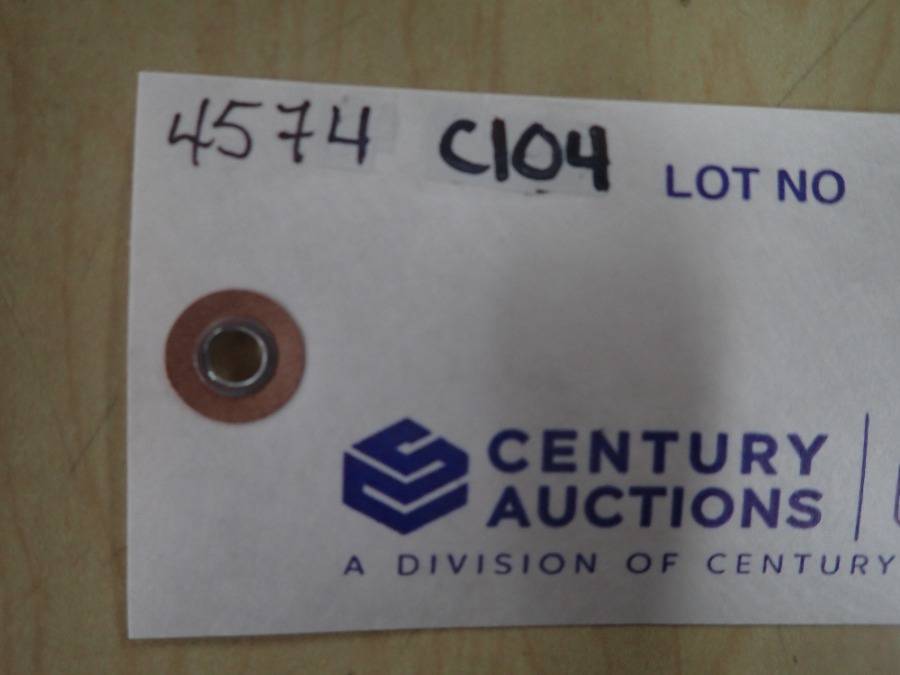 4574 C104 LOT NO
CENTURY
AUCTIONS
A DIVISION OF CENTURY